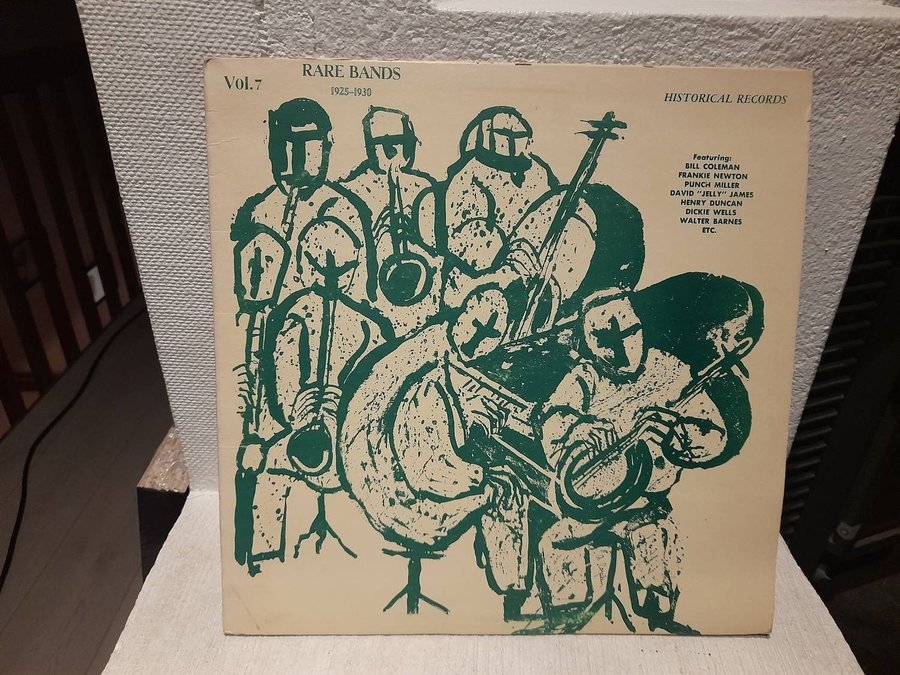 Vol.7
RARE BANDS
1925–1930
HISTORICAL RECORDS
Featuring:
BILL COLEMAN
FRANKIE NEWTON
PUNCH MILLER
DAVID "JELLY" JAMES
HENRY DUNCAN
DICKIE WELLS
WALTER BARNES
ETC.